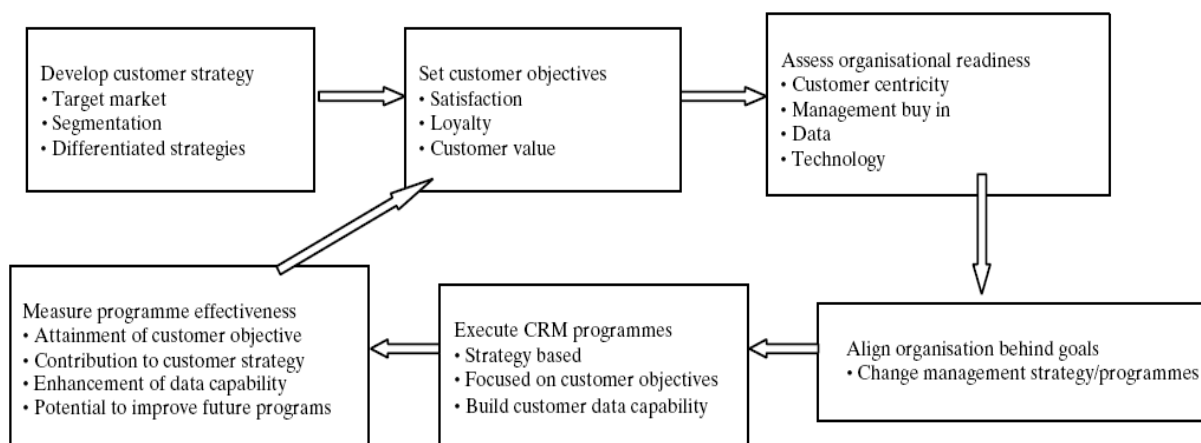 Develop customer strategy
• Target market
• Segmentation
• Differentiated strategies
Set customer objectives
• Satisfaction
• Loyalty
• Customer value
Assess organisational readiness
• Customer centricity
• Management buy in
• Data
• Technology
Align organisation behind goals
• Change management strategy/programmes
Execute CRM programmes
• Strategy based
• Focused on customer objectives
• Build customer data capability
Measure programme effectiveness
• Attainment of customer objective
• Contribution to customer strategy
• Enhancement of data capability
• Potential to improve future programs